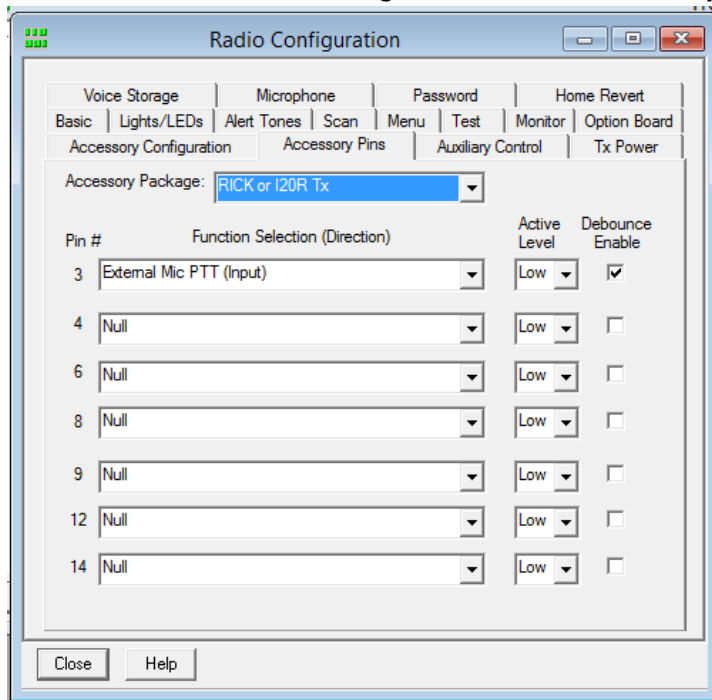 Radio Configuration
Voice Storage Microphone Password Home Revert
Basic Lights/LEDs Alert Tones Scan Menu Test Monitor Option Board
Accessory Configuration Accessory Pins Auxiliary Control Tx Power
Accessory Package: RICK or I20R Tx
Pin # Function Selection (Direction) Active Level Debounce Enable
3 External Mic PTT (Input) Low
4 Null Low
6 Null Low
8 Null Low
9 Null Low
12 Null Low
14 Null Low
Close Help